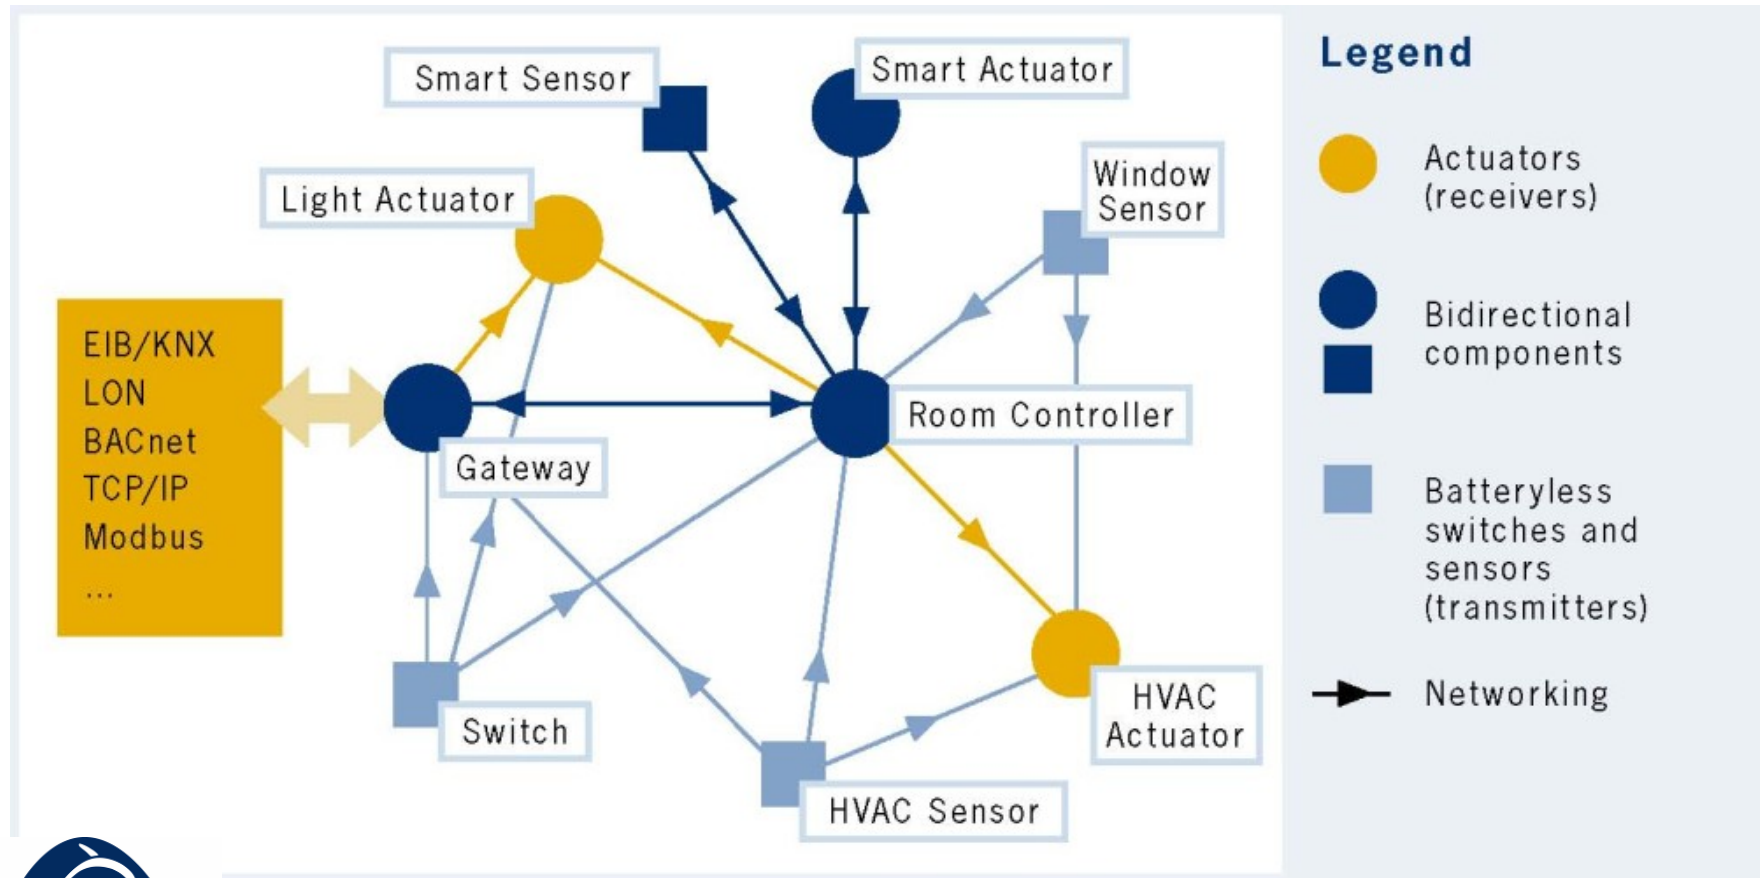 Smart Sensor
Smart Actuator
Light Actuator
Window
Sensor
EIB/KNX
LON
BACnet
TCP/IP
Modbus
...
Room Controller
Gateway
Switch
HVAC
Actuator
HVAC Sensor
Legend
Actuators
(receivers)
Bidirectional
components
Batteryless
switches and
sensors
(transmitters)
Networking